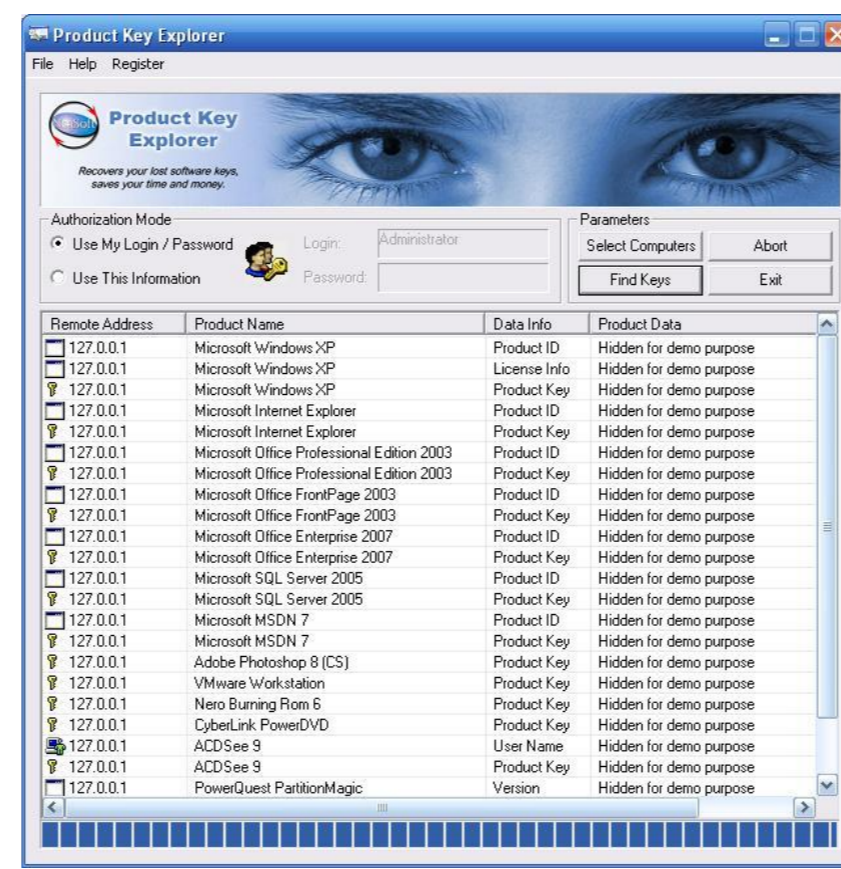 Product Key Explorer
File Help Register
Product Key
Explorer
Recovers your lost software keys,
saves your time and money.
Authorization Mode
Use My Login / Password
Login:
Administrator
Use This Information
Password:
Parameters
Select Computers Abort
Find Keys Exit
Remote Address Product Name Data Info Product Data
127.0.0.1 Microsoft Windows XP Product ID Hidden for demo purpose
127.0.0.1 Microsoft Windows XP License Info Hidden for demo purpose
127.0.0.1 Microsoft Windows XP Product Key Hidden for demo purpose
127.0.0.1 Microsoft Internet Explorer Product ID Hidden for demo purpose
127.0.0.1 Microsoft Internet Explorer Product Key Hidden for demo purpose
127.0.0.1 Microsoft Office Professional Edition 2003 Product ID Hidden for demo purpose
127.0.0.1 Microsoft Office Professional Edition 2003 Product Key Hidden for demo purpose
127.0.0.1 Microsoft Office FrontPage 2003 Product ID Hidden for demo purpose
127.0.0.1 Microsoft Office FrontPage 2003 Product Key Hidden for demo purpose
127.0.0.1 Microsoft Office Enterprise 2007 Product ID Hidden for demo purpose
127.0.0.1 Microsoft Office Enterprise 2007 Product Key Hidden for demo purpose
127.0.0.1 Microsoft SQL Server 2005 Product ID Hidden for demo purpose
127.0.0.1 Microsoft SQL Server 2005 Product Key Hidden for demo purpose
127.0.0.1 Microsoft MSDN 7 Product ID Hidden for demo purpose
127.0.0.1 Microsoft MSDN 7 Product Key Hidden for demo purpose
127.0.0.1 Adobe Photoshop 8 (CS) Product Key Hidden for demo purpose
127.0.0.1 VMware Workstation Product Key Hidden for demo purpose
127.0.0.1 Nero Burning Rom 6 Product Key Hidden for demo purpose
127.0.0.1 CyberLink PowerDVD Product Key Hidden for demo purpose
127.0.0.1 ACDSee 9 User Name Hidden for demo purpose
127.0.0.1 ACDSee 9 Product Key Hidden for demo purpose
127.0.0.1 PowerQuest PartitionMagic Version Hidden for demo purpose